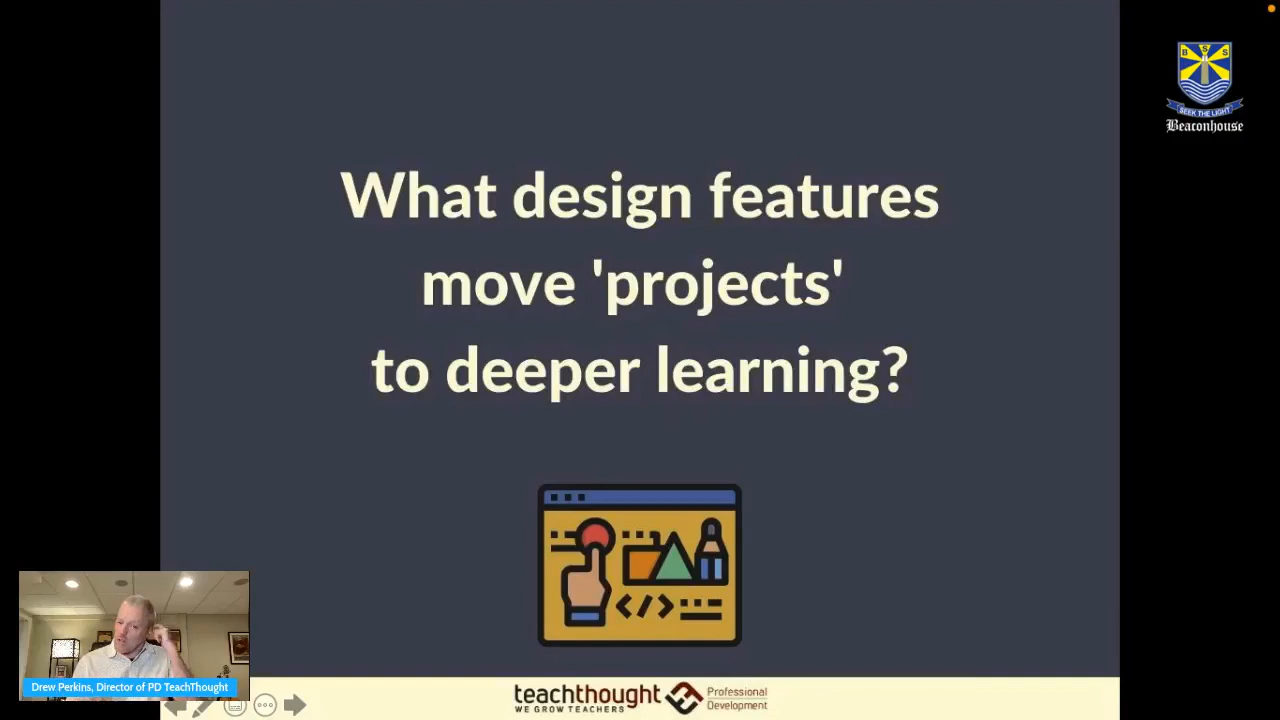 B S S
SEEK THE LIGHT
Beaconhouse
What design features
move 'projects'
to deeper learning?
</>
Drew Perkins, Director of PD TeachThought
teachthought
WE GROW TEACHERS
Professional
Development